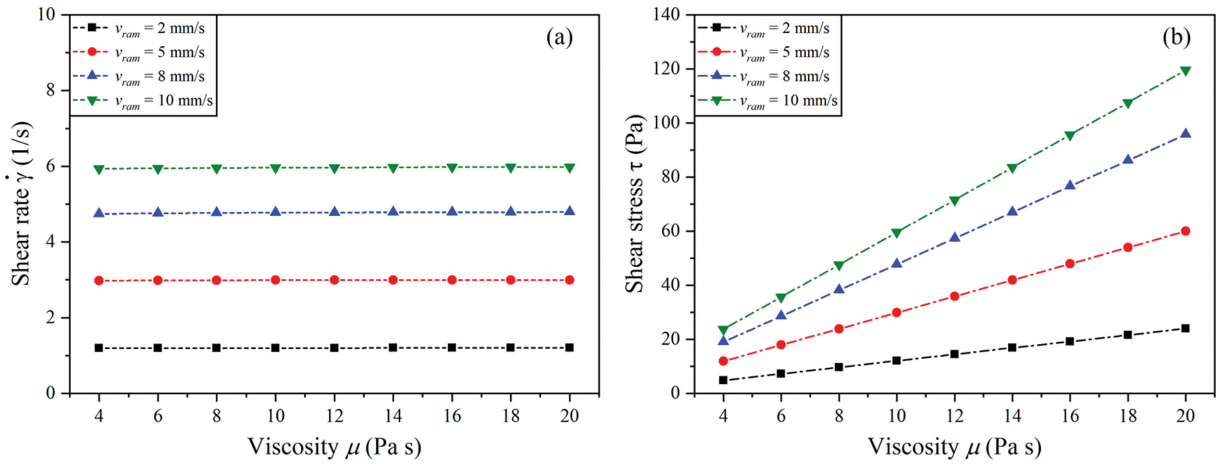 (a)
v_ram = 2 mm/s
v_ram = 5 mm/s
v_ram = 8 mm/s
v_ram = 10 mm/s
10
8
6
4
2
0
Shear rate γ̇ (1/s)
4 6 8 10 12 14 16 18 20
Viscosity μ (Pa s)
(b)
v_ram = 2 mm/s
v_ram = 5 mm/s
v_ram = 8 mm/s
v_ram = 10 mm/s
140
120
100
80
60
40
20
0
Shear stress τ (Pa)
4 6 8 10 12 14 16 18 20
Viscosity μ (Pa s)